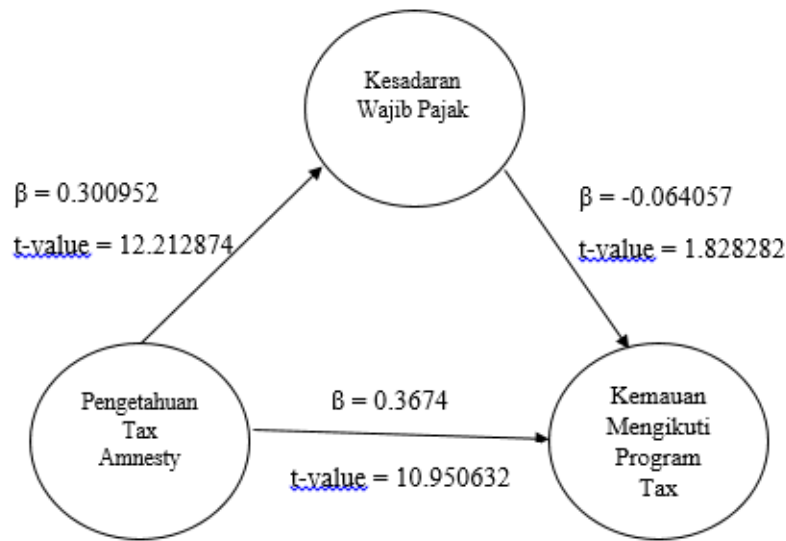 Kesadaran
Wajib Pajak
β = 0.300952
t-value = 12.212874
β = -0.064057
t-value = 1.828282
Pengetahuan
Tax
Amnesty
β = 0.3674
t-value = 10.950632
Kemauan
Mengikuti
Program
Tax